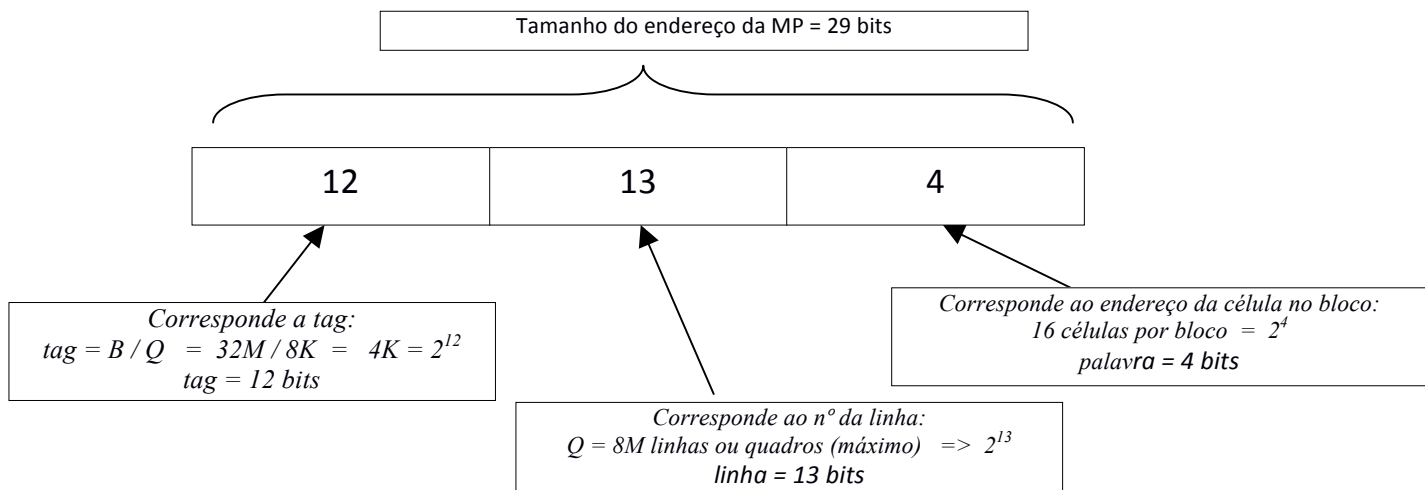 Tamanho do endereço da MP = 29 bits
12 13 4
Corresponde a tag:
tag = B / Q = 32M / 8K = 4K = 2^12
tag = 12 bits
Corresponde ao nº da linha:
Q = 8M linhas ou quadros (máximo) => 2^13
linha = 13 bits
Corresponde ao endereço da célula no bloco:
16 células por bloco = 2^4
palavra = 4 bits